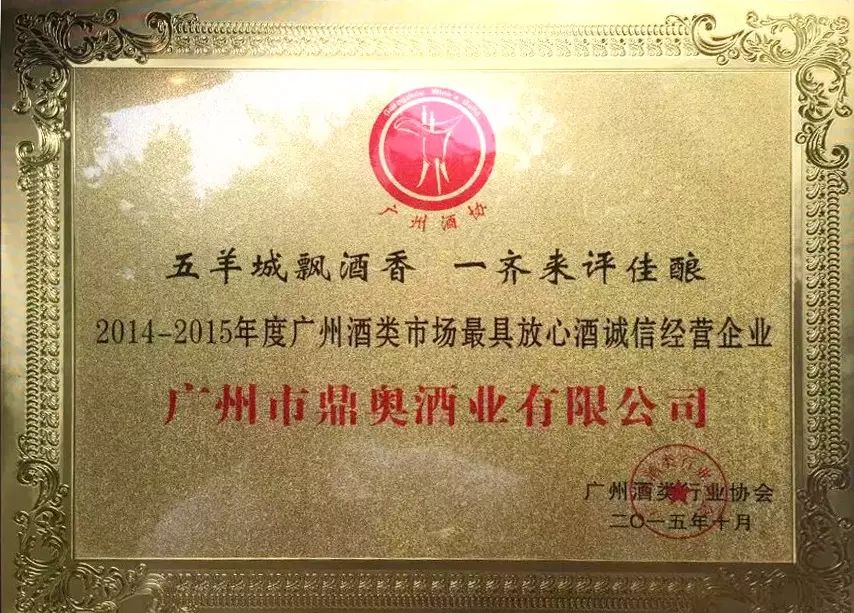 Guangzhou Wine's Guild
广州酒协
五羊城飘酒香 一齐来评佳酿
2014-2015年度广州酒类市场最具放心酒诚信经营企业
广州市鼎奥酒业有限公司
广州酒类行业协会
二〇一五年十月